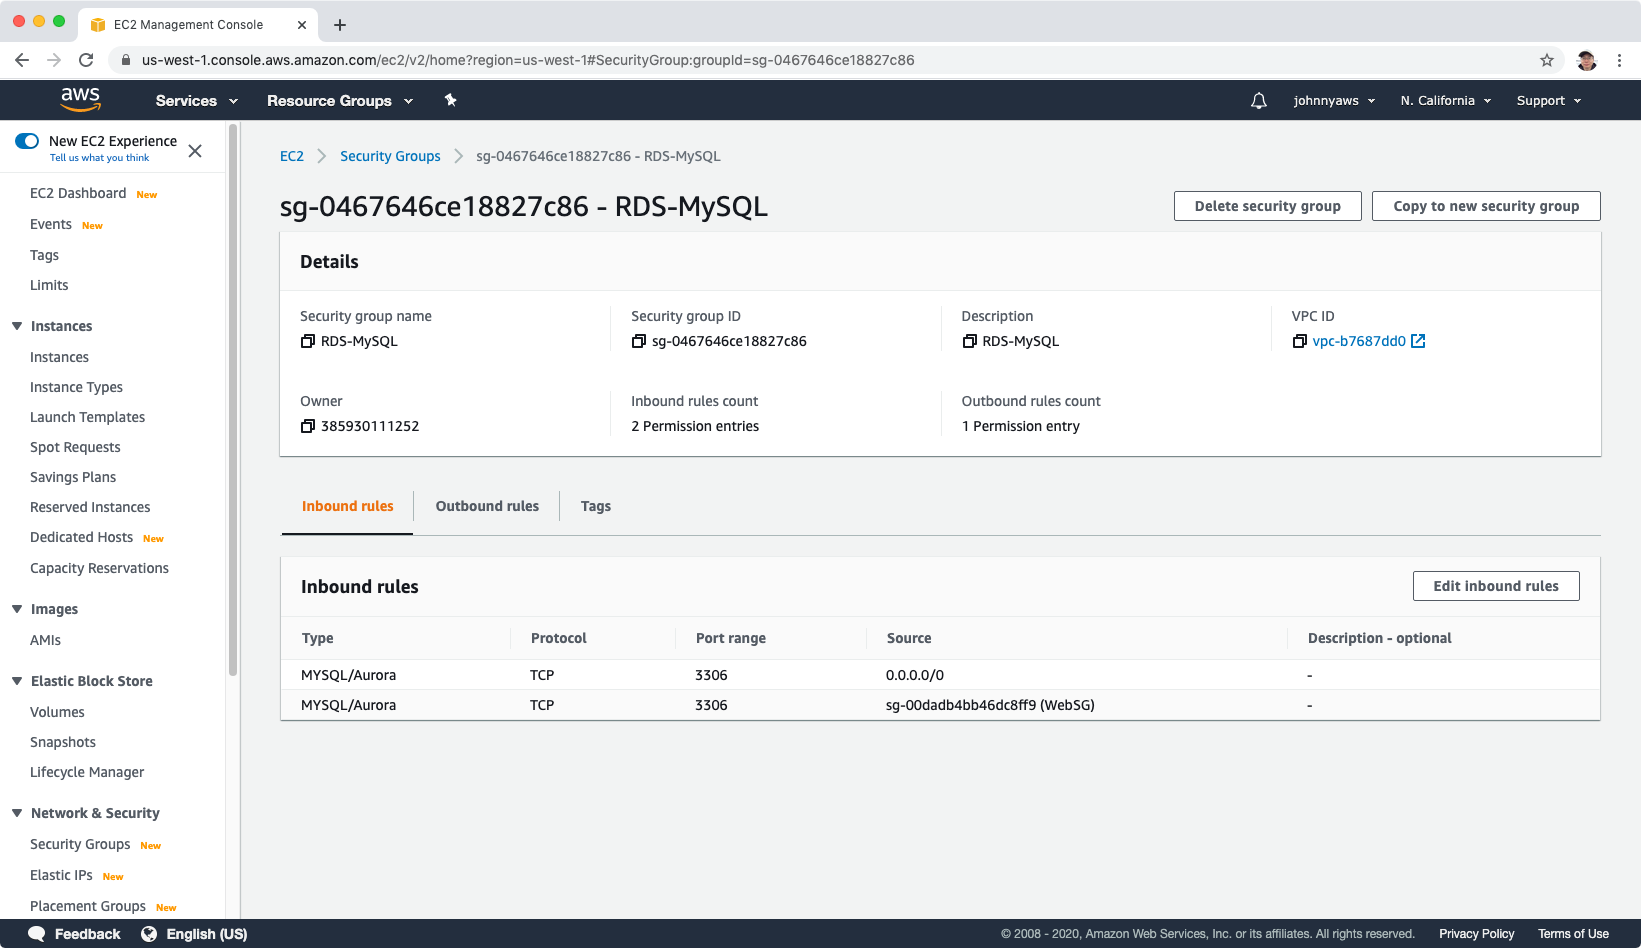 EC2 Management Console
us-west-1.console.aws.amazon.com/ec2/v2/home?region=us-west-1#SecurityGroup:groupId=sg-0467646ce18827c86
aws Services Resource Groups johnnyaws N. California Support
New EC2 Experience
Tell us what you think
EC2 Dashboard New
Events New
Tags
Limits
Instances
Instances
Instance Types
Launch Templates
Spot Requests
Savings Plans
Reserved Instances
Dedicated Hosts New
Capacity Reservations
Images
AMIs
Elastic Block Store
Volumes
Snapshots
Lifecycle Manager
Network & Security
Security Groups New
Elastic IPs New
Placement Groups New
EC2 Security Groups sg-0467646ce18827c86 - RDS-MySQL
sg-0467646ce18827c86 - RDS-MySQL
Delete security group Copy to new security group
Details
Security group name Security group ID Description VPC ID
RDS-MySQL sg-0467646ce18827c86 RDS-MySQL vpc-b7687dd0
Owner Inbound rules count Outbound rules count
385930111252 2 Permission entries 1 Permission entry
Inbound rules Outbound rules Tags
Inbound rules Edit inbound rules
Type Protocol Port range Source Description - optional
MYSQL/Aurora TCP 3306 0.0.0.0/0 -
MYSQL/Aurora TCP 3306 sg-00dadb4bb46dc8ff9 (WebSG) -
Feedback English (US) © 2008 - 2020, Amazon Web Services, Inc. or its affiliates. All rights reserved. Privacy Policy Terms of Use